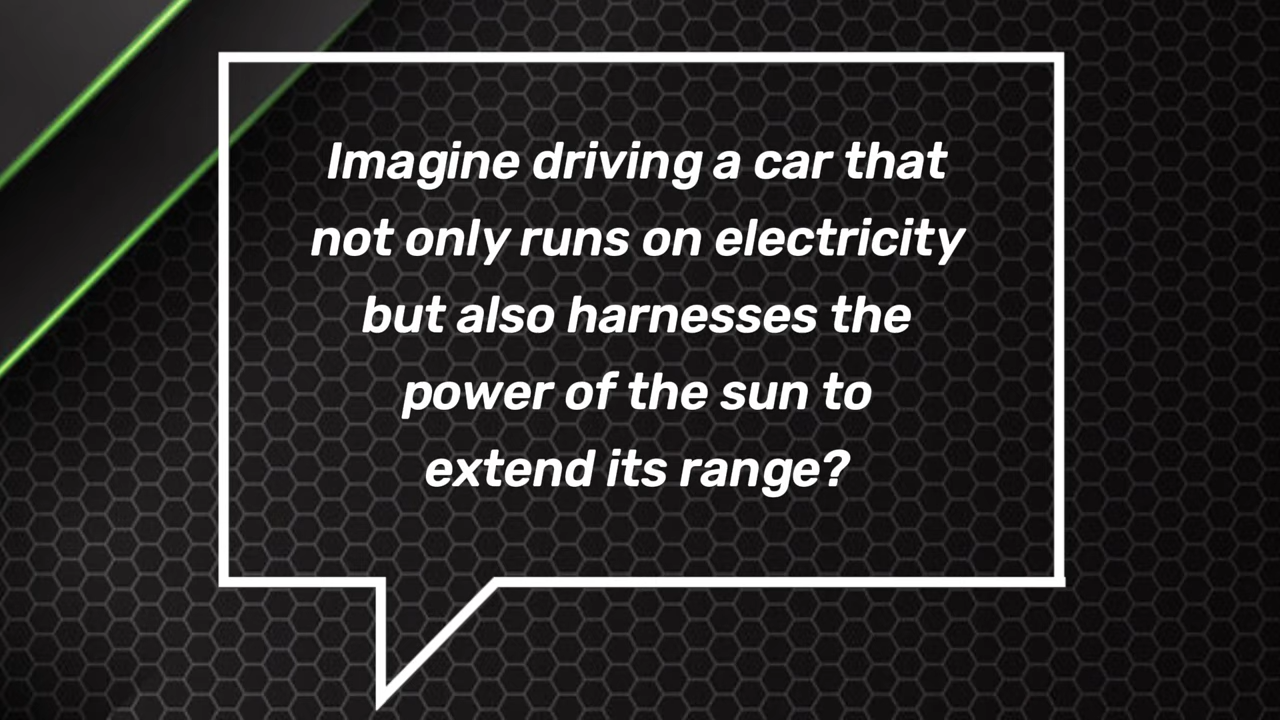 Imagine driving a car that
not only runs on electricity
but also harnesses the
power of the sun to
extend its range?